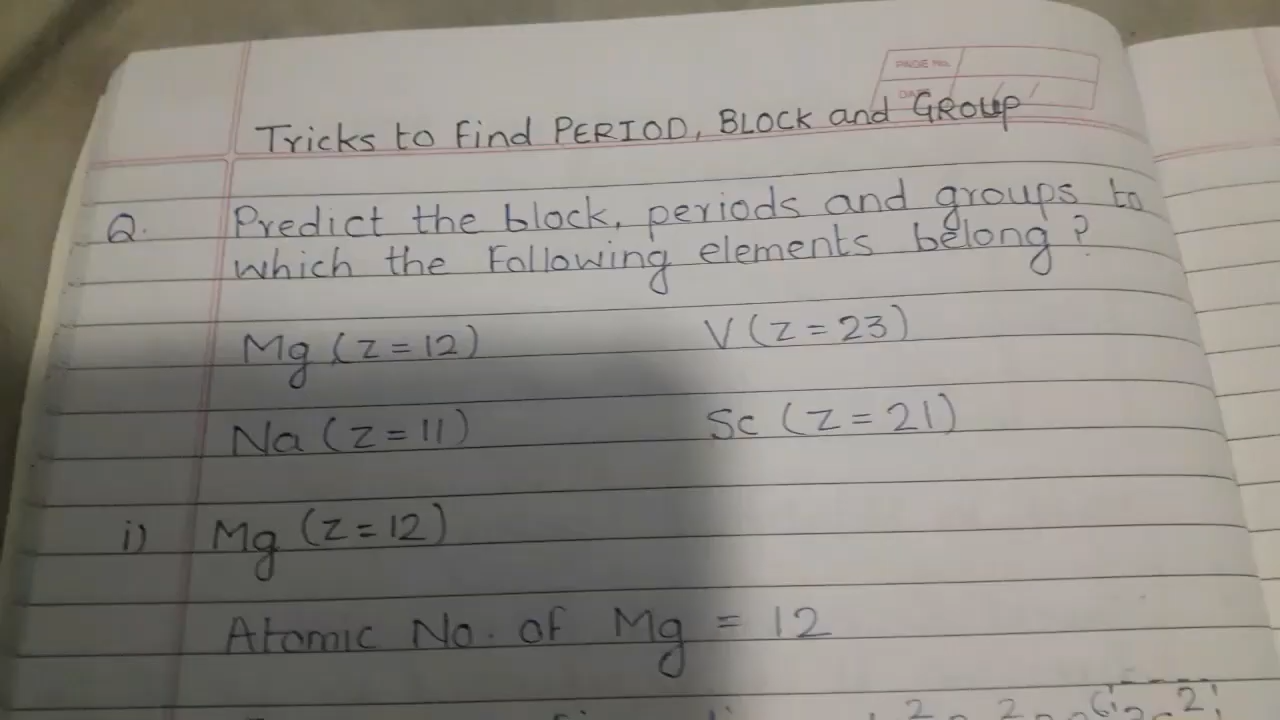 PAGE No.
DATE
Tricks to Find PERIOD, BLOCK and GROUP
Q. Predict the block, periods and groups to
which the Following elements belong?
Mg (Z = 12) V (Z = 23)
Na (Z = 11) Sc (Z = 21)
i) Mg (Z = 12)
Atomic No. of Mg = 12